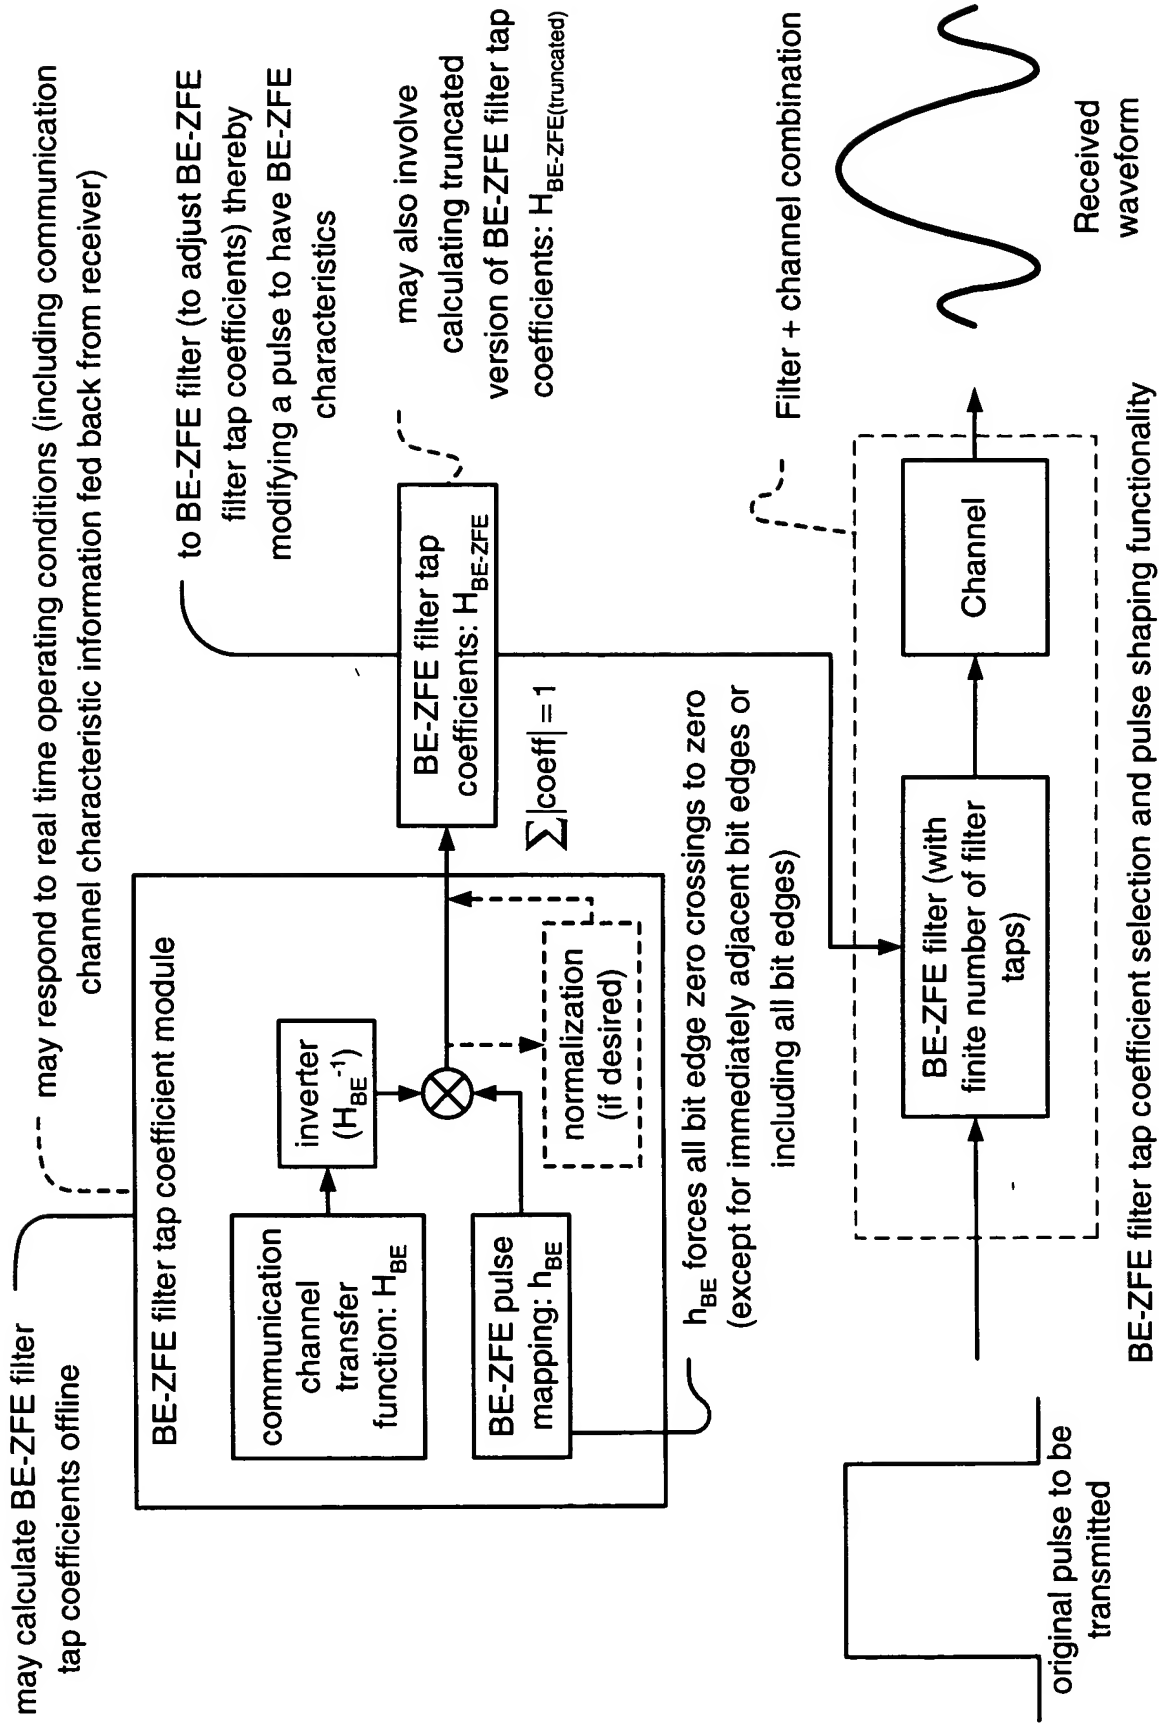 may calculate BE-ZFE filter
tap coefficients offline
may respond to real time operating conditions (including communication
channel characteristic information fed back from receiver)
BE-ZFE filter tap coefficient module
communication
channel
transfer
function: H_BE
inverter
(H_BE^-1)
BE-ZFE pulse
mapping: h_BE
normalization
(if desired)
to BE-ZFE filter (to adjust BE-ZFE
filter tap coefficients) thereby
modifying a pulse to have BE-ZFE
characteristics
BE-ZFE filter tap
coefficients: H_BE-ZFE
∑|coeff| = 1
may also involve
calculating truncated
version of BE-ZFE filter tap
coefficients: H_BE-ZFE(truncated)
h_BE forces all bit edge zero crossings to zero
(except for immediately adjacent bit edges or
including all bit edges)
Filter + channel combination
original pulse to be
transmitted
BE-ZFE filter (with
finite number of filter
taps)
Channel
Received
waveform
BE-ZFE filter tap coefficient selection and pulse shaping functionality